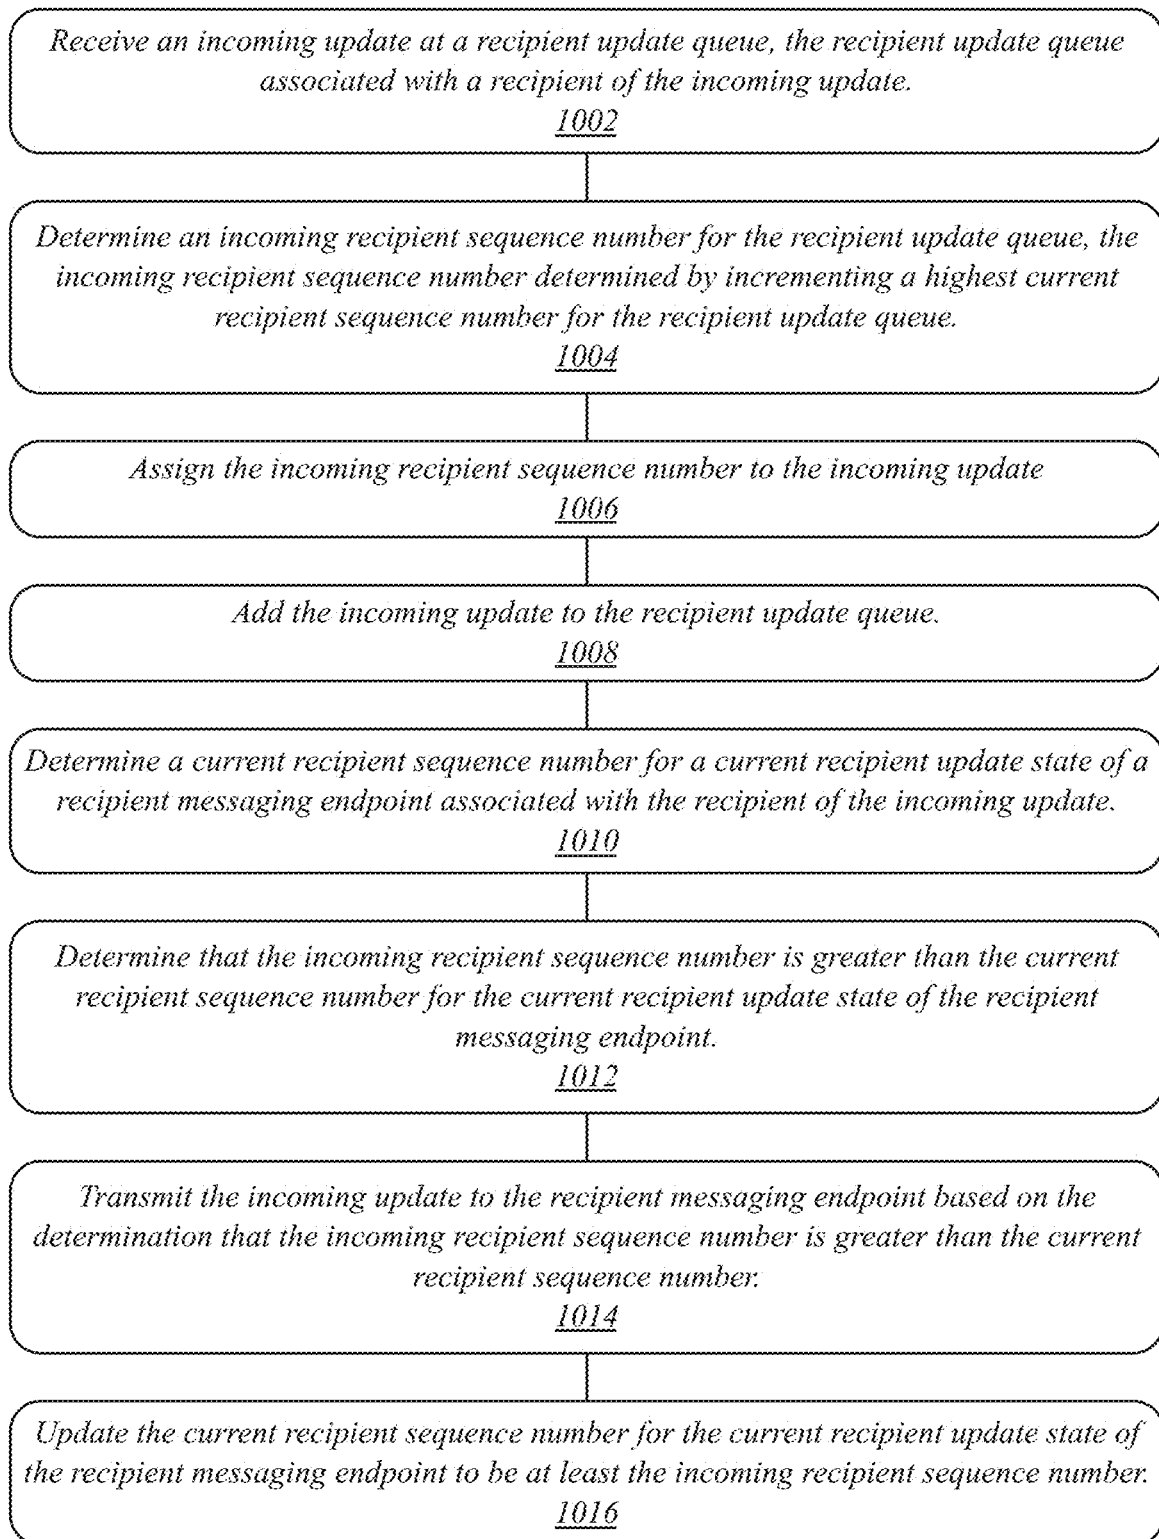 Receive an incoming update at a recipient update queue, the recipient update queue
associated with a recipient of the incoming update.
1002
Determine an incoming recipient sequence number for the recipient update queue, the
incoming recipient sequence number determined by incrementing a highest current
recipient sequence number for the recipient update queue.
1004
Assign the incoming recipient sequence number to the incoming update
1006
Add the incoming update to the recipient update queue.
1008
Determine a current recipient sequence number for a current recipient update state of a
recipient messaging endpoint associated with the recipient of the incoming update.
1010
Determine that the incoming recipient sequence number is greater than the current
recipient sequence number for the current recipient update state of the recipient
messaging endpoint.
1012
Transmit the incoming update to the recipient messaging endpoint based on the
determination that the incoming recipient sequence number is greater than the current
recipient sequence number.
1014
Update the current recipient sequence number for the current recipient update state of
the recipient messaging endpoint to be at least the incoming recipient sequence number.
1016